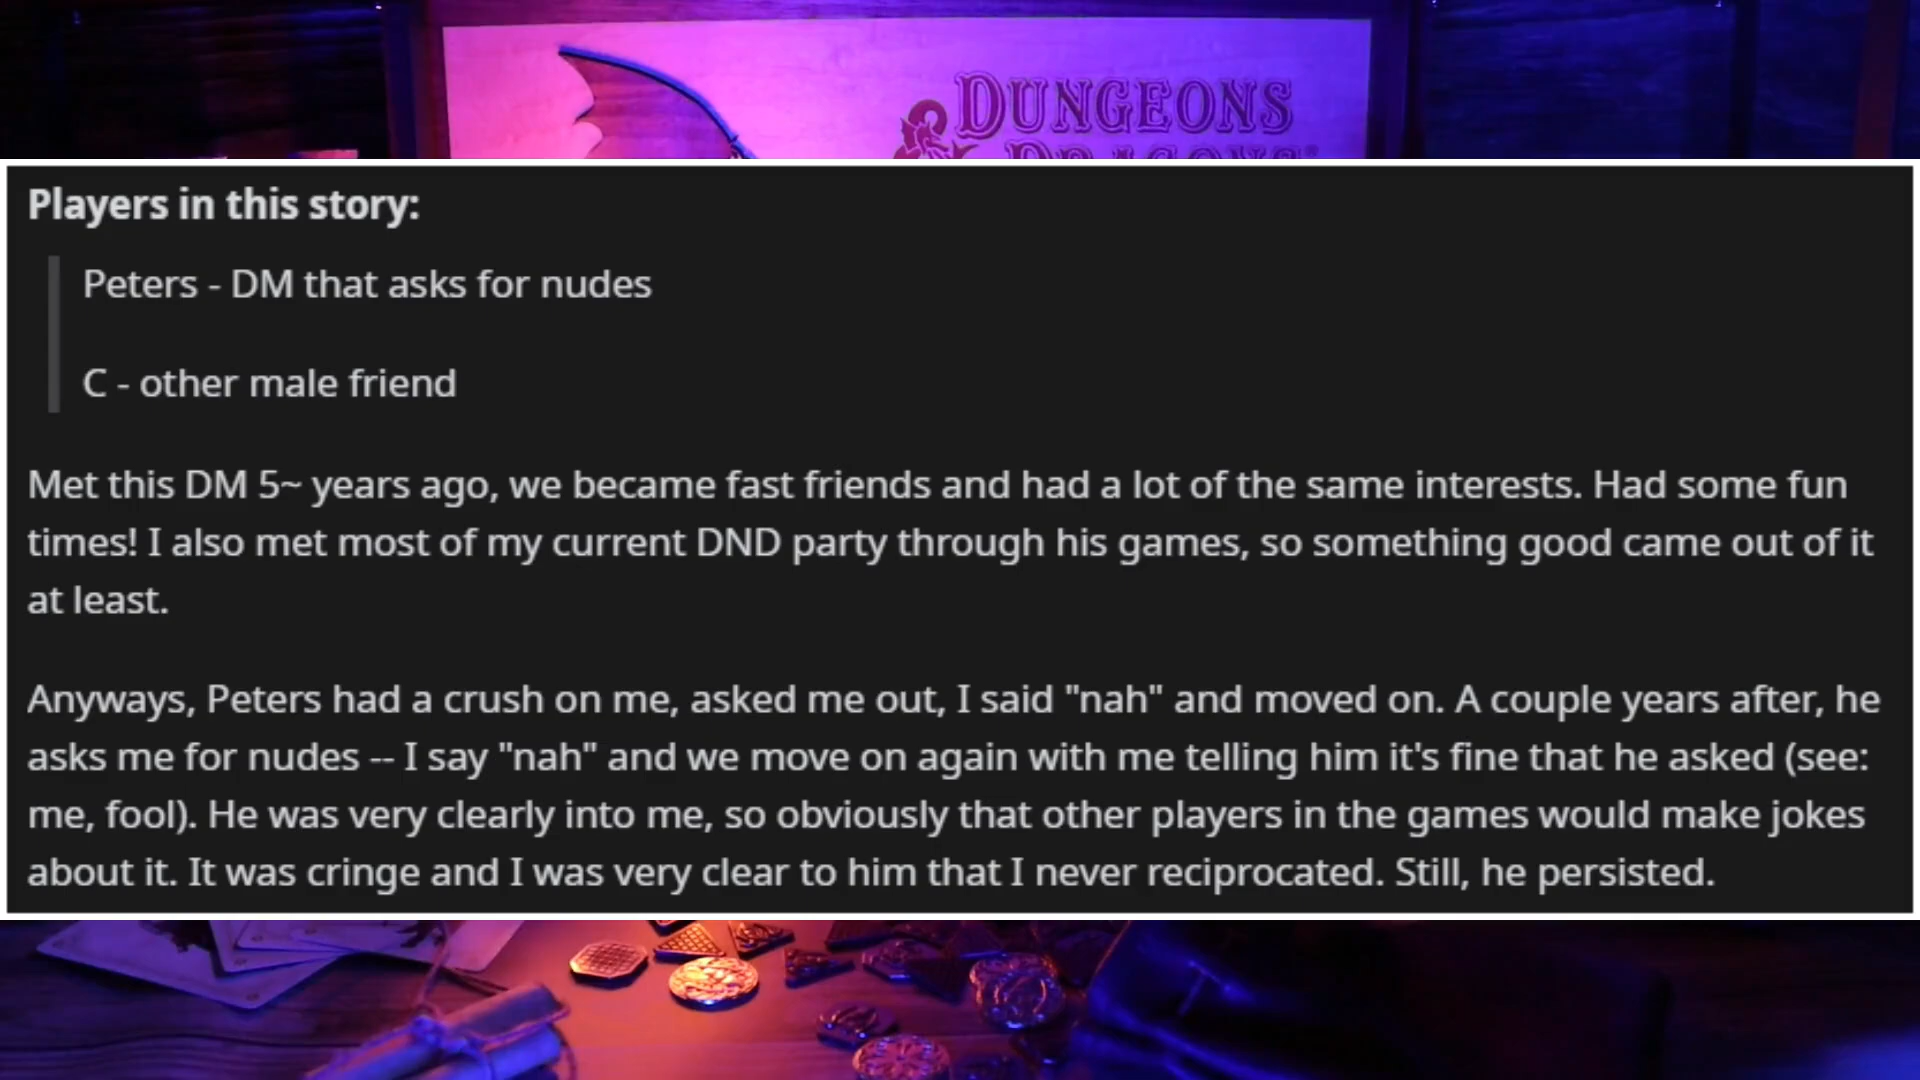 DUNGEONS
DRAGONS®
Players in this story:
Peters - DM that asks for nudes
C - other male friend
Met this DM 5~ years ago, we became fast friends and had a lot of the same interests. Had some fun
times! I also met most of my current DND party through his games, so something good came out of it
at least.
Anyways, Peters had a crush on me, asked me out, I said "nah" and moved on. A couple years after, he
asks me for nudes -- I say "nah" and we move on again with me telling him it's fine that he asked (see:
me, fool). He was very clearly into me, so obviously that other players in the games would make jokes
about it. It was cringe and I was very clear to him that I never reciprocated. Still, he persisted.